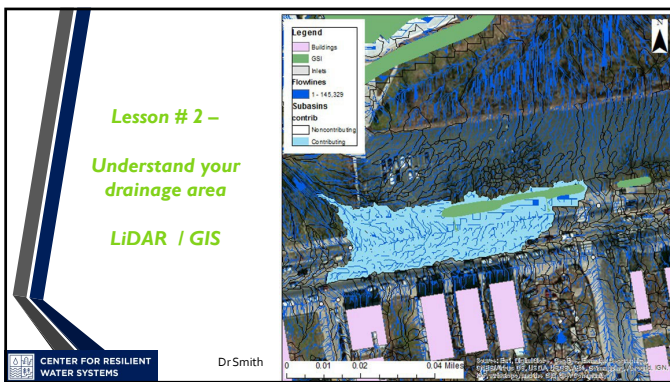 Lesson # 2 –
Understand your
drainage area
LiDAR / GIS
CENTER FOR RESILIENT
WATER SYSTEMS
Dr Smith
Legend
Buildings
GSI
Inlets
Flowlines
1 - 145,329
Subasins
contrib
Noncontributing
Contributing
N
0 0.01 0.02 0.04 Miles